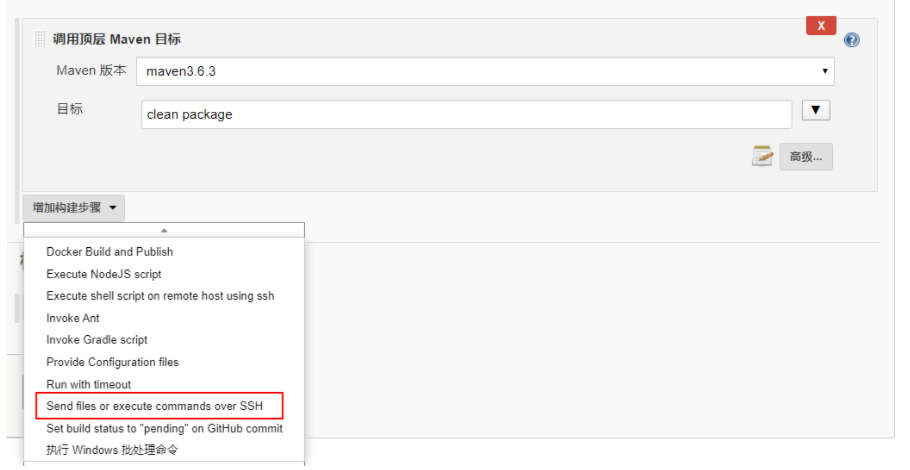 X
调用顶层 Maven 目标
Maven 版本 maven3.6.3
目标 clean package
高级...
增加构建步骤
Docker Build and Publish
Execute NodeJS script
Execute shell script on remote host using ssh
Invoke Ant
Invoke Gradle script
Provide Configuration files
Run with timeout
Send files or execute commands over SSH
Set build status to "pending" on GitHub commit
执行 Windows 批处理命令